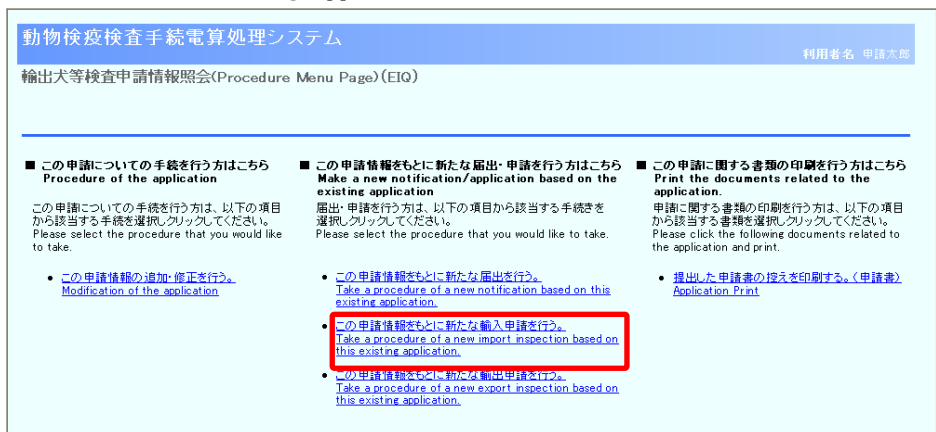 動物検疫検査手続電算処理システム
利用者名 申請太郎
輸出犬等検査申請情報照会(Procedure Menu Page)(EIQ)
■ この申請についての手続を行う方はこちら
Procedure of the application
この申請についての手続を行う方は、以下の項目
から該当する手続を選択しクリックしてください。
Please select the procedure that you would like
to take.
• この申請情報の追加・修正を行う。
Modification of the application
■ この申請情報をもとに新たな届出・申請を行う方はこちら
Make a new notification/application based on the
existing application
届出・申請を行う方は、以下の項目から該当する手続きを
選択しクリックしてください。
Please select the procedure that you would like to take.
• この申請情報をもとに新たな届出を行う。
Take a procedure of a new notification based on this
existing application.
• この申請情報をもとに新たな輸入申請を行う。
Take a procedure of a new import inspection based on
this existing application.
• この申請情報をもとに新たな輸出申請を行う。
Take a procedure of a new export inspection based on
this existing application.
■ この申請に関する書類の印刷を行う方はこちら
Print the documents related to the
application.
申請に関する書類の印刷を行う方は、以下の項目
から該当する書類を選択しクリックしてください。
Please click the following documents related to
the application and print.
• 提出した申請書の控えを印刷する。(申請書)
Application Print